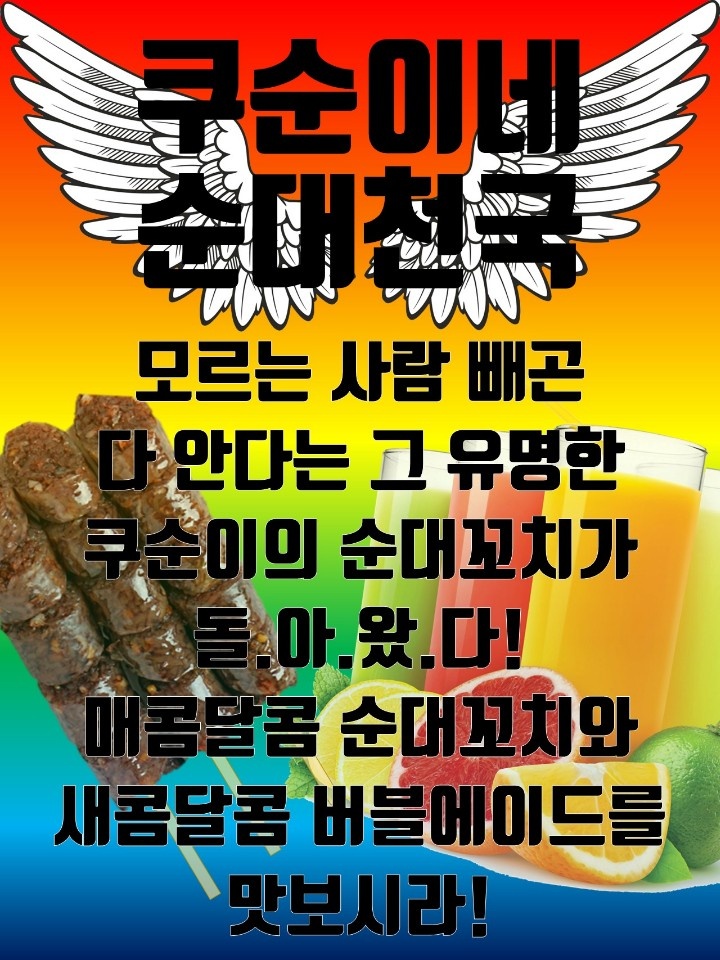 쿠순이네
순대천국
모르는 사람 빼곤
다 안다는 그 유명한
쿠순이의 순대꼬치가
돌.아.왔.다!
매콤달콤 순대꼬치와
새콤달콤 버블에이드를
맛보시라!